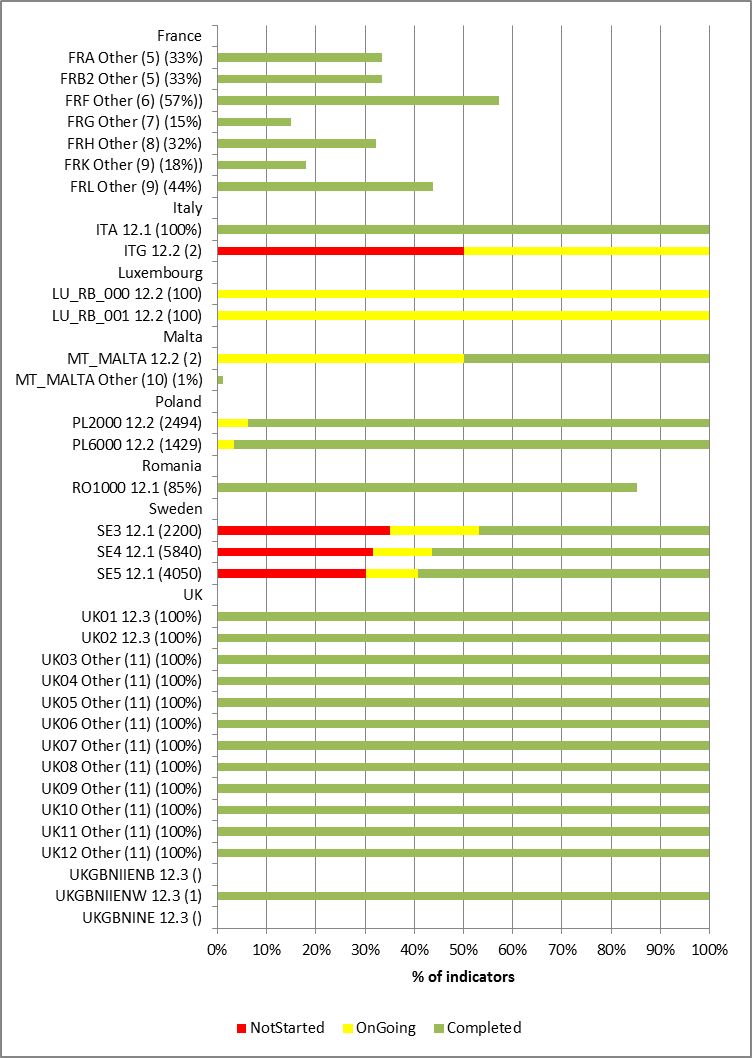 France
FRA Other (5) (33%)
FRB2 Other (5) (33%)
FRF Other (6) (57%))
FRG Other (7) (15%)
FRH Other (8) (32%)
FRK Other (9) (18%))
FRL Other (9) (44%)
Italy
ITA 12.1 (100%)
ITG 12.2 (2)
Luxembourg
LU_RB_000 12.2 (100)
LU_RB_001 12.2 (100)
Malta
MT_MALTA 12.2 (2)
MT_MALTA Other (10) (1%)
Poland
PL2000 12.2 (2494)
PL6000 12.2 (1429)
Romania
RO1000 12.1 (85%)
Sweden
SE3 12.1 (2200)
SE4 12.1 (5840)
SE5 12.1 (4050)
UK
UK01 12.3 (100%)
UK02 12.3 (100%)
UK03 Other (11) (100%)
UK04 Other (11) (100%)
UK05 Other (11) (100%)
UK06 Other (11) (100%)
UK07 Other (11) (100%)
UK08 Other (11) (100%)
UK09 Other (11) (100%)
UK10 Other (11) (100%)
UK11 Other (11) (100%)
UK12 Other (11) (100%)
UKGBNIIENB 12.3 ()
UKGBNIIENW 12.3 (1)
UKGBNINE 12.3 ()
0% 10% 20% 30% 40% 50% 60% 70% 80% 90% 100%
% of indicators
NotStarted OnGoing Completed